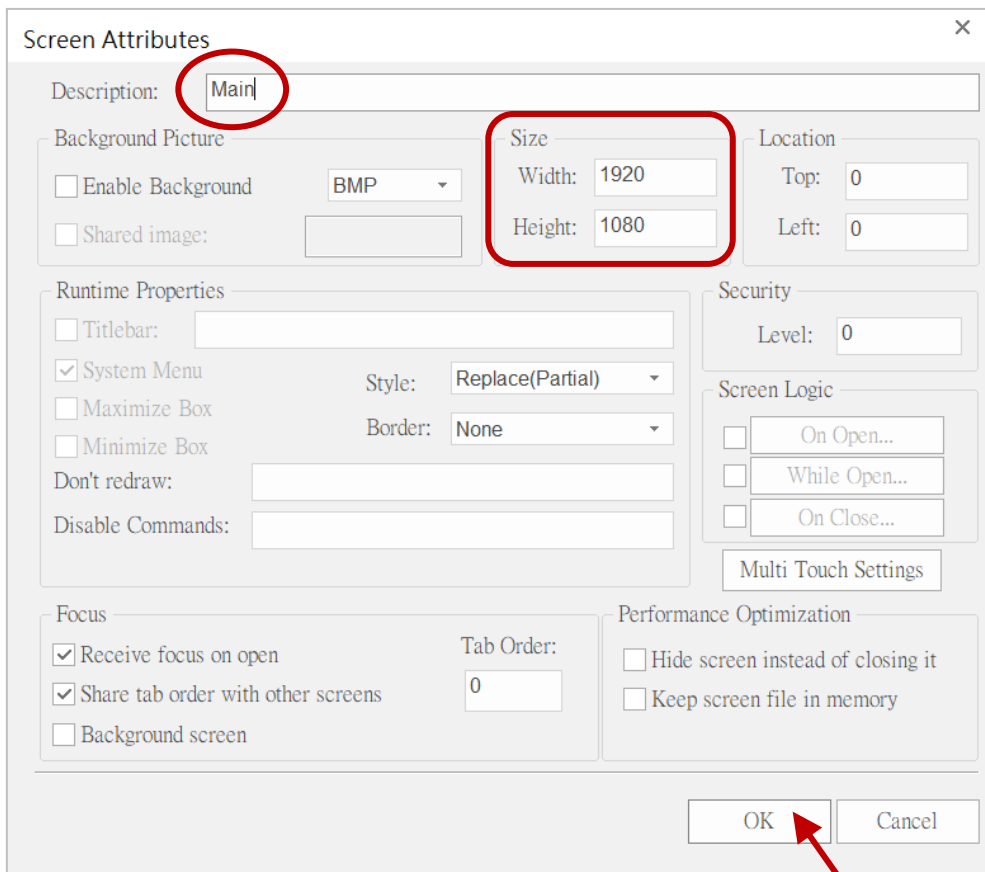 Screen Attributes
Description: Main
Background Picture
Enable Background BMP
Shared image:
Size
Width: 1920
Height: 1080
Location
Top: 0
Left: 0
Runtime Properties
Titlebar:
System Menu
Maximize Box
Minimize Box
Style: Replace(Partial)
Border: None
Don't redraw:
Disable Commands:
Security
Level: 0
Screen Logic
On Open...
While Open...
On Close...
Multi Touch Settings
Focus
Receive focus on open
Share tab order with other screens
Background screen
Tab Order:
0
Performance Optimization
Hide screen instead of closing it
Keep screen file in memory
OK Cancel